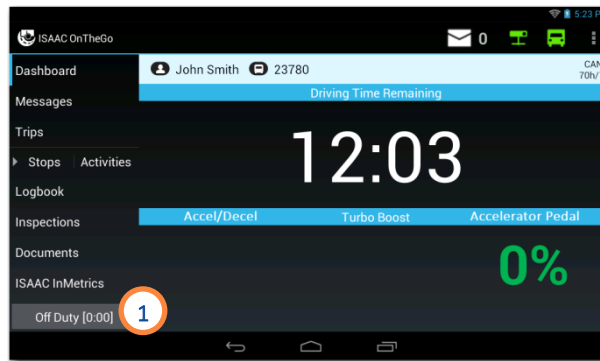 5:23 P
ISAAC OnTheGo
0
Dashboard
John Smith 23780
CAN
70h/
Messages
Driving Time Remaining
Trips
12:03
Stops Activities
Logbook
Inspections
Accel/Decel Turbo Boost Accelerator Pedal
Documents
0%
ISAAC InMetrics
Off Duty [0:00]
1